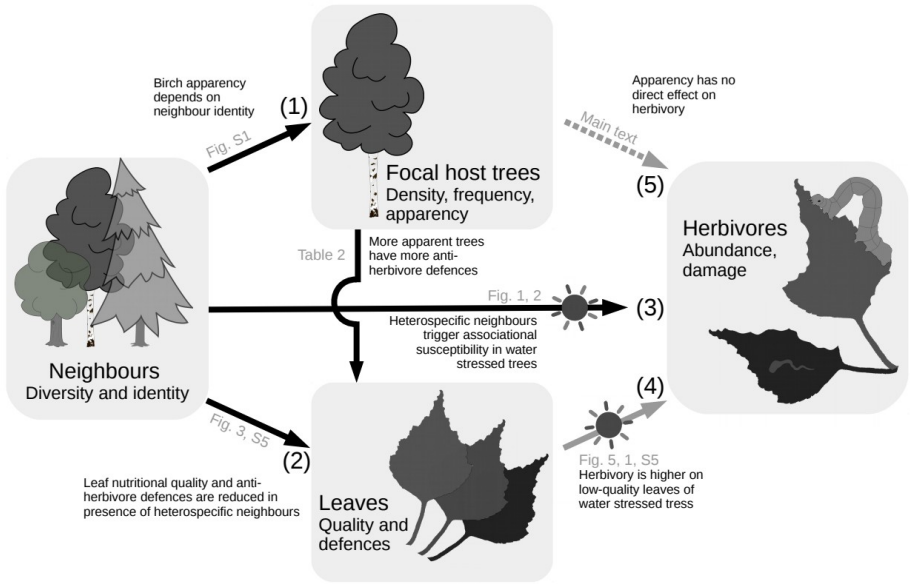 Birch apparency
depends on
neighbour identity
(1)
Fig. S1
Focal host trees
Density, frequency,
apparency
Apparency has no
direct effect on
herbivory
Main text
(5)
Neighbours
Diversity and identity
Table 2
More apparent trees
have more anti-
herbivore defences
Fig. 1, 2
(3)
Heterospecific neighbours
trigger associational
susceptibility in water
stressed trees
Herbivores
Abundance,
damage
Fig. 3, S5
(2)
Leaf nutritional quality and anti-
herbivore defences are reduced in
presence of heterospecific neighbours
Leaves
Quality and
defences
(4)
Fig. 5, 1, S5
Herbivory is higher on
low-quality leaves of
water stressed tress